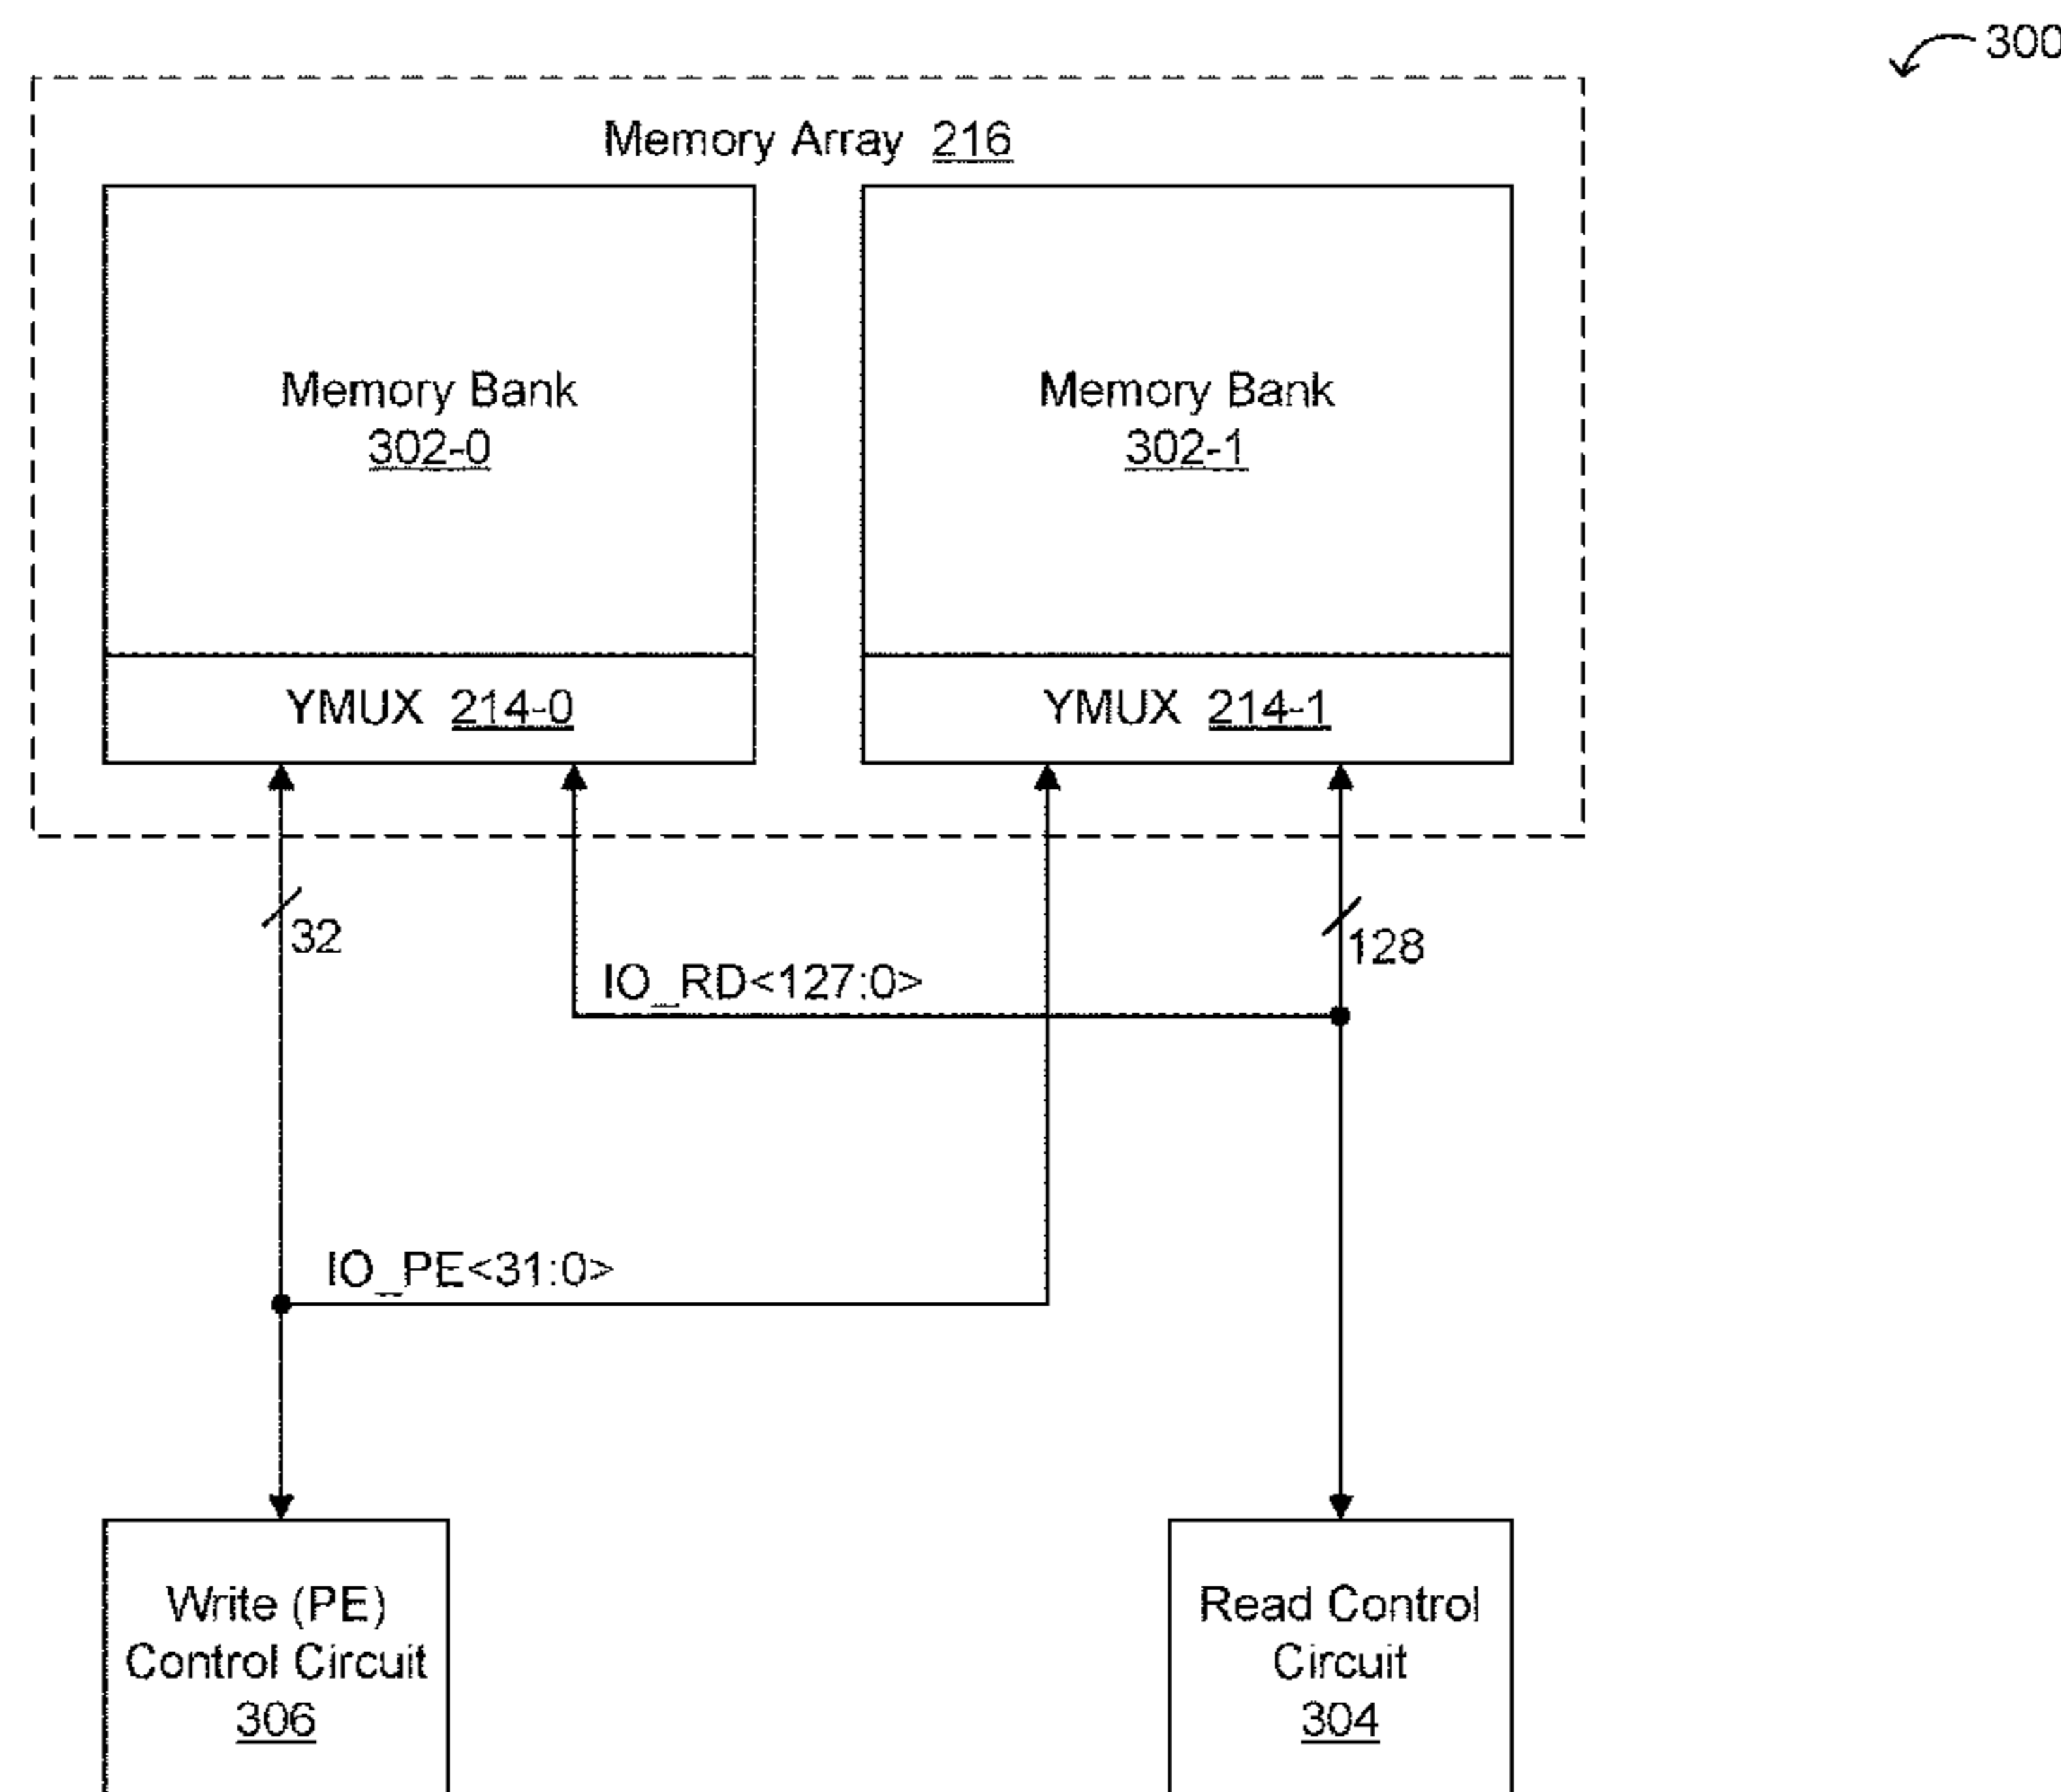 300
Memory Array 216
Memory Bank
302-0
Memory Bank
302-1
YMUX 214-0
YMUX 214-1
32
128
IO_RD<127:0>
IO_PE<31:0>
Write (PE)
Control Circuit
306
Read Control
Circuit
304